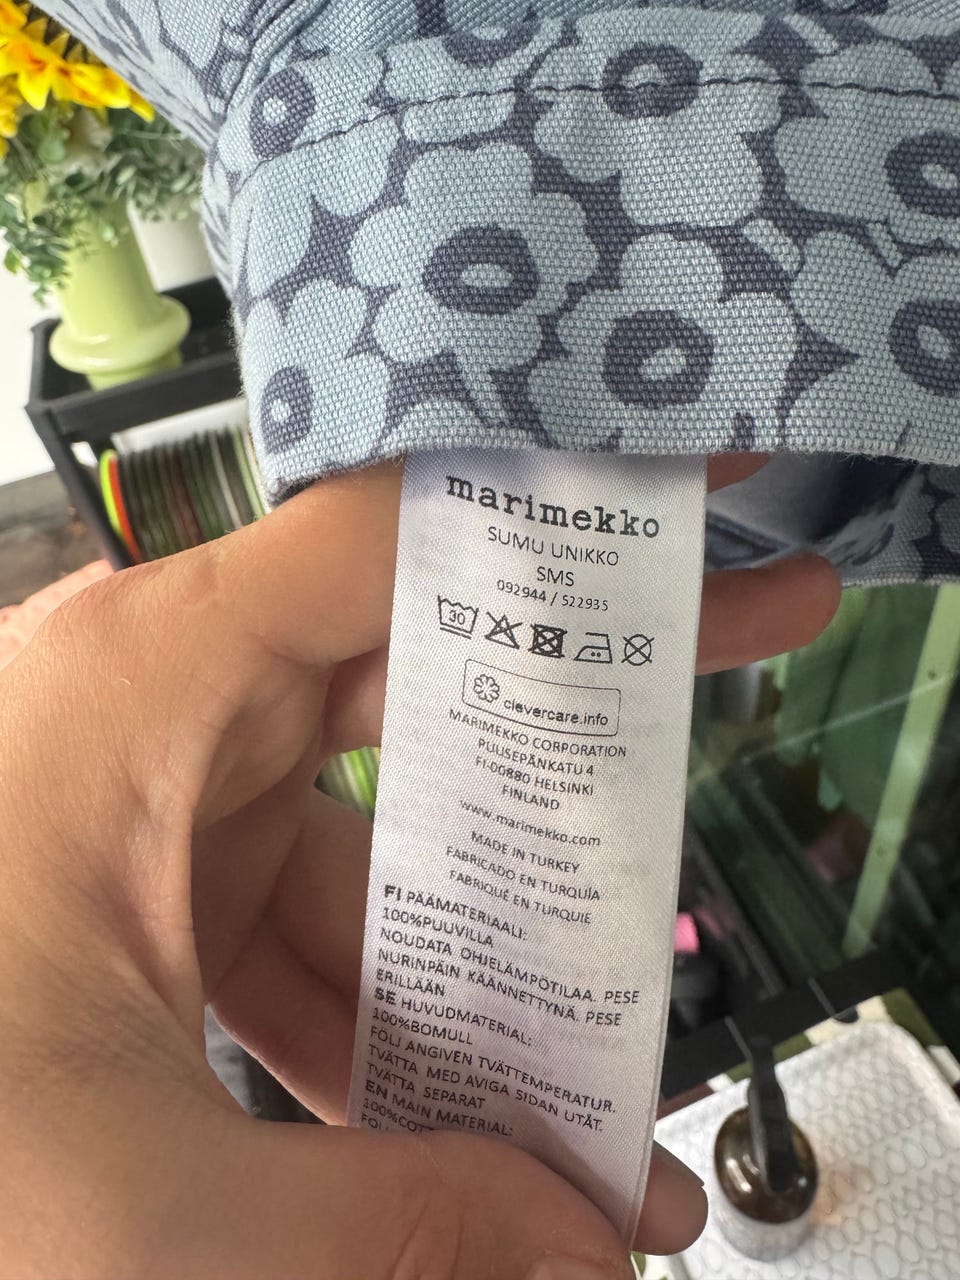 marimekko
SUMU UNIKKO
SMS
092944 / S22935
30
clevercare.info
MARIMEKKO CORPORATION
PUUSEPÄNKATU 4
FI-00880 HELSINKI
FINLAND
www.marimekko.com
MADE IN TURKEY
FABRICADO EN TURQUÍA
FABRIQUÉ EN TURQUIE
FI PÄÄMATERIAALI:
100%PUUVILLA
NOUDATA OHJELÄMPÖTILAA. PESE
NURINPÄIN KÄÄNNETTYNÄ. PESE
ERILLÄÄN
SE HUVUDMATERIAL:
100%BOMULL
FÖLJ ANGIVEN TVÄTTEMPERATUR.
TVÄTTA MED AVIGA SIDAN UTÅT.
TVÄTTA SEPARAT
EN MAIN MATERIAL: